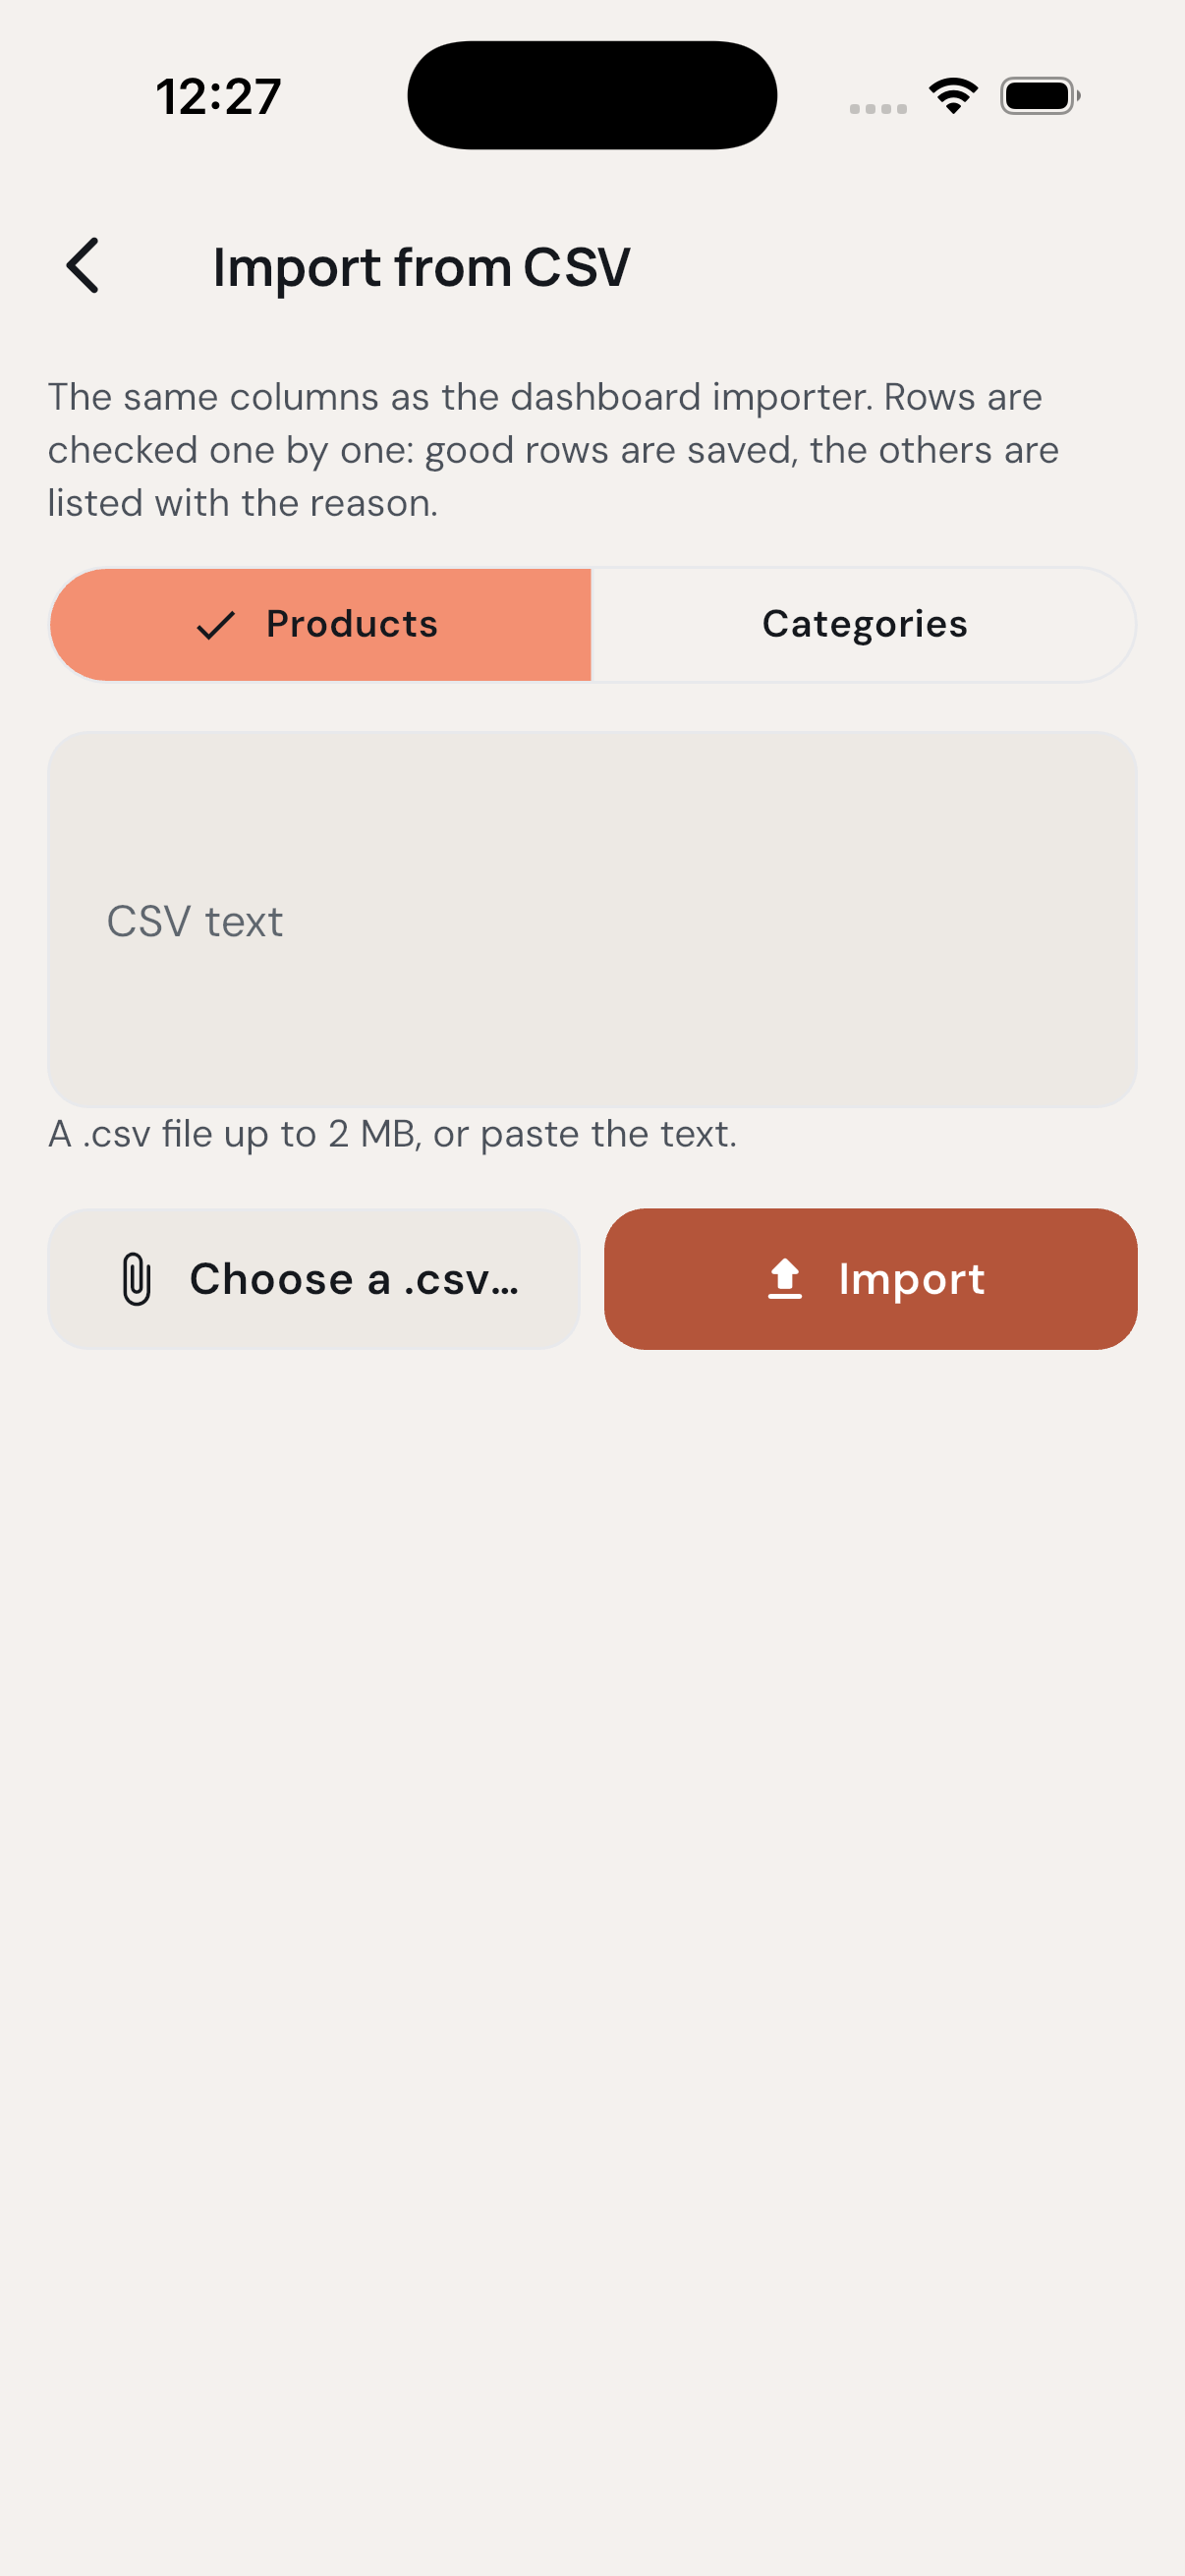 12:27
Import from CSV
The same columns as the dashboard importer. Rows are
checked one by one: good rows are saved, the others are
listed with the reason.
Products
Categories
CSV text
A .csv file up to 2 MB, or paste the text.
Choose a .csv…
Import